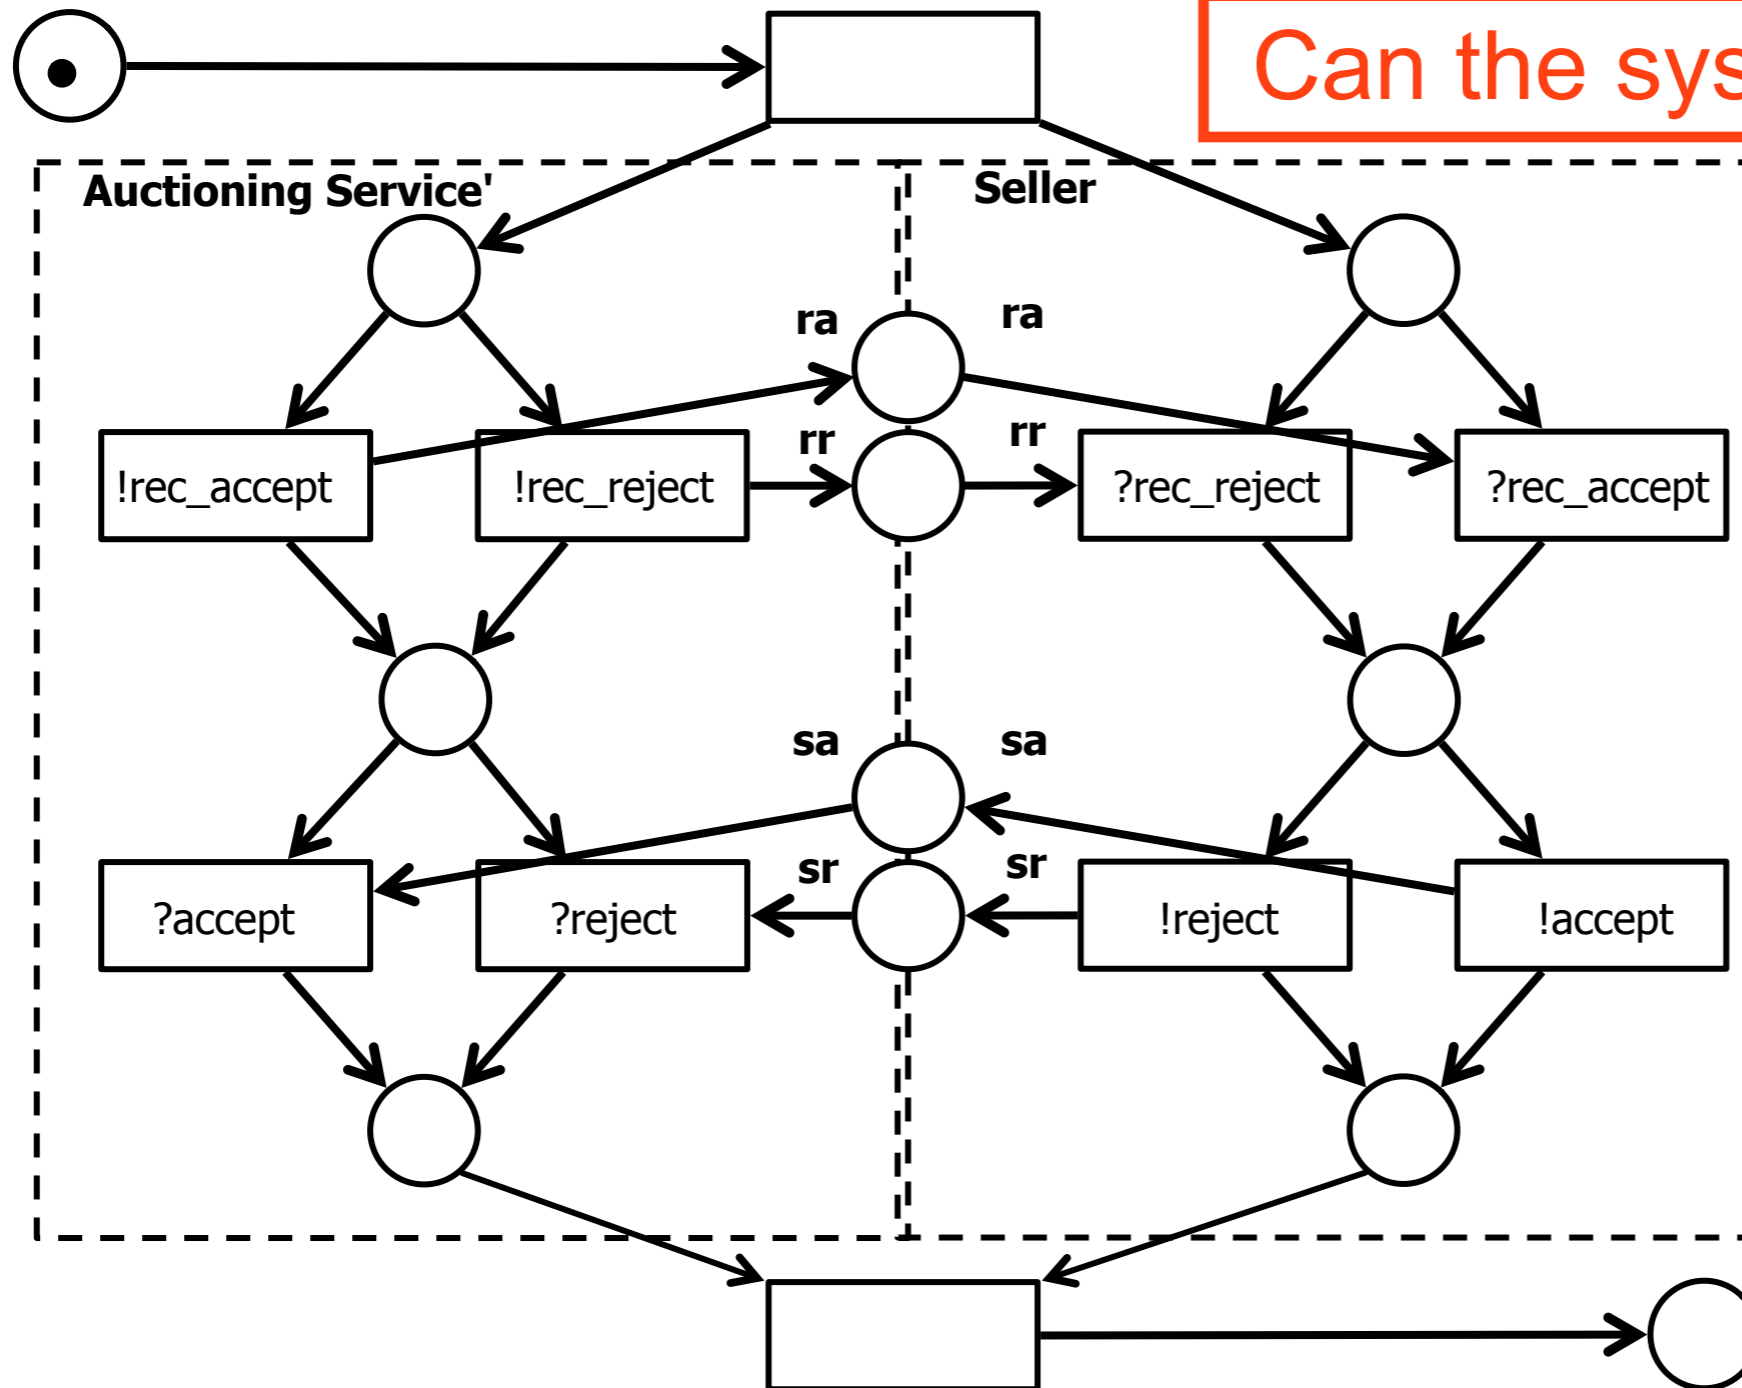 Can the sys
Auctioning Service'
Seller
ra
ra
rr
rr
!rec_accept
!rec_reject
?rec_reject
?rec_accept
sa
sa
sr
sr
?accept
?reject
!reject
!accept